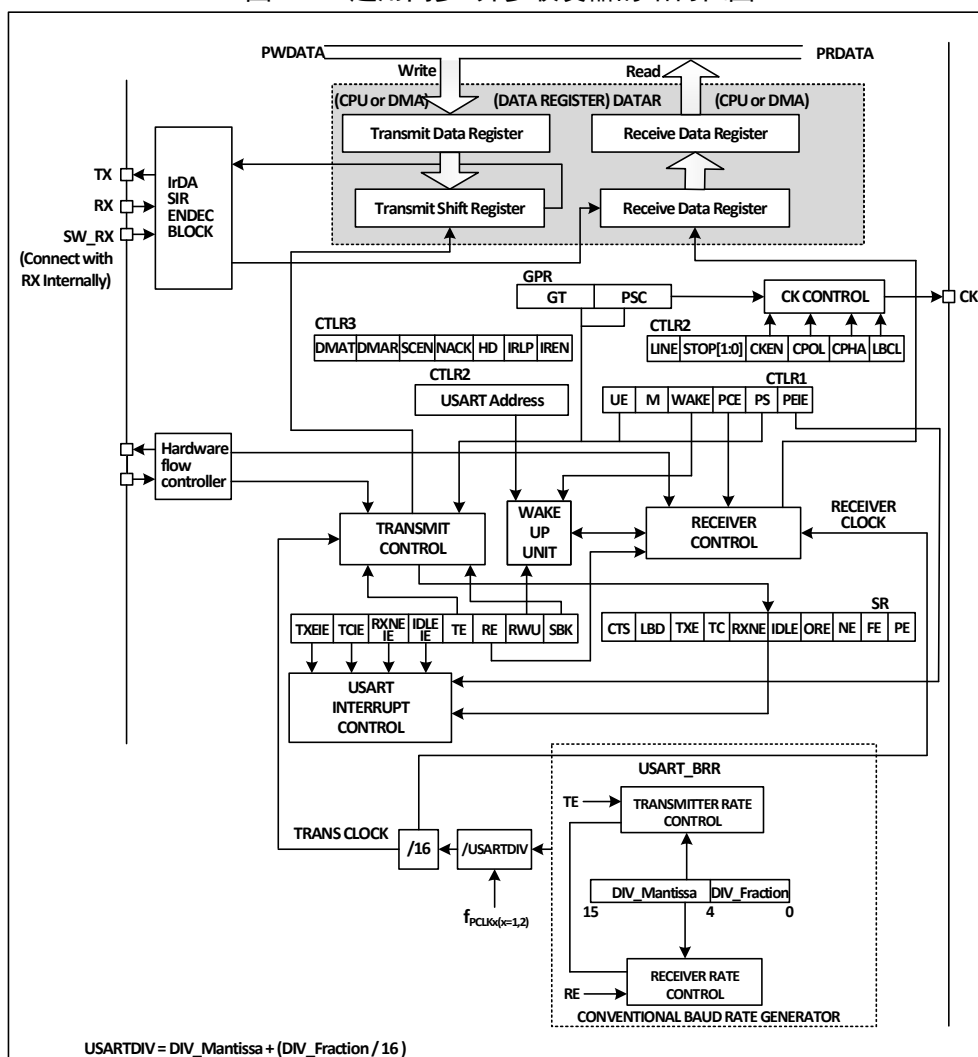 PWDATA
PRDATA
Write
Read
(CPU or DMA)
(DATA REGISTER) DATAR
(CPU or DMA)
Transmit Data Register
Receive Data Register
TX
RX
SW_RX
(Connect with
RX Internally)
IrDA
SIR
ENDEC
BLOCK
Transmit Shift Register
Receive Data Register
GPR
GT PSC
CK CONTROL
CK
CTLR3
DMAT DMAR SCEN NACK HD IRLP IREN
CTLR2
LINE STOP[1:0] CKEN CPOL CPHA LBCL
CTLR2
USART Address
CTLR1
UE M WAKE PCE PS PEIE
Hardware
flow
controller
TRANSMIT
CONTROL
WAKE
UP
UNIT
RECEIVER
CONTROL
RECEIVER
CLOCK
TXEIE TCIE RXNE IE IDLE IE TE RE RWU SBK
SR
CTS LBD TXE TC RXNE IDLE ORE NE FE PE
USART
INTERRUPT
CONTROL
USART_BRR
TE
TRANSMITTER RATE
CONTROL
TRANS CLOCK
/16
/USARTDIV
fPCLKx(x=1,2)
DIV_Mantissa DIV_Fraction
15 4 0
RE
RECEIVER RATE
CONTROL
CONVENTIONAL BAUD RATE GENERATOR
USARTDIV = DIV_Mantissa + (DIV_Fraction / 16 )